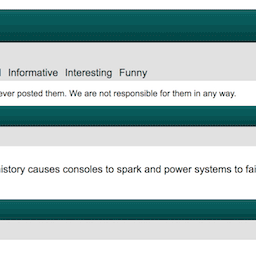 Informative Interesting Funny
ever posted them. We are not responsible for them in any way.
istory causes consoles to spark and power systems to fai